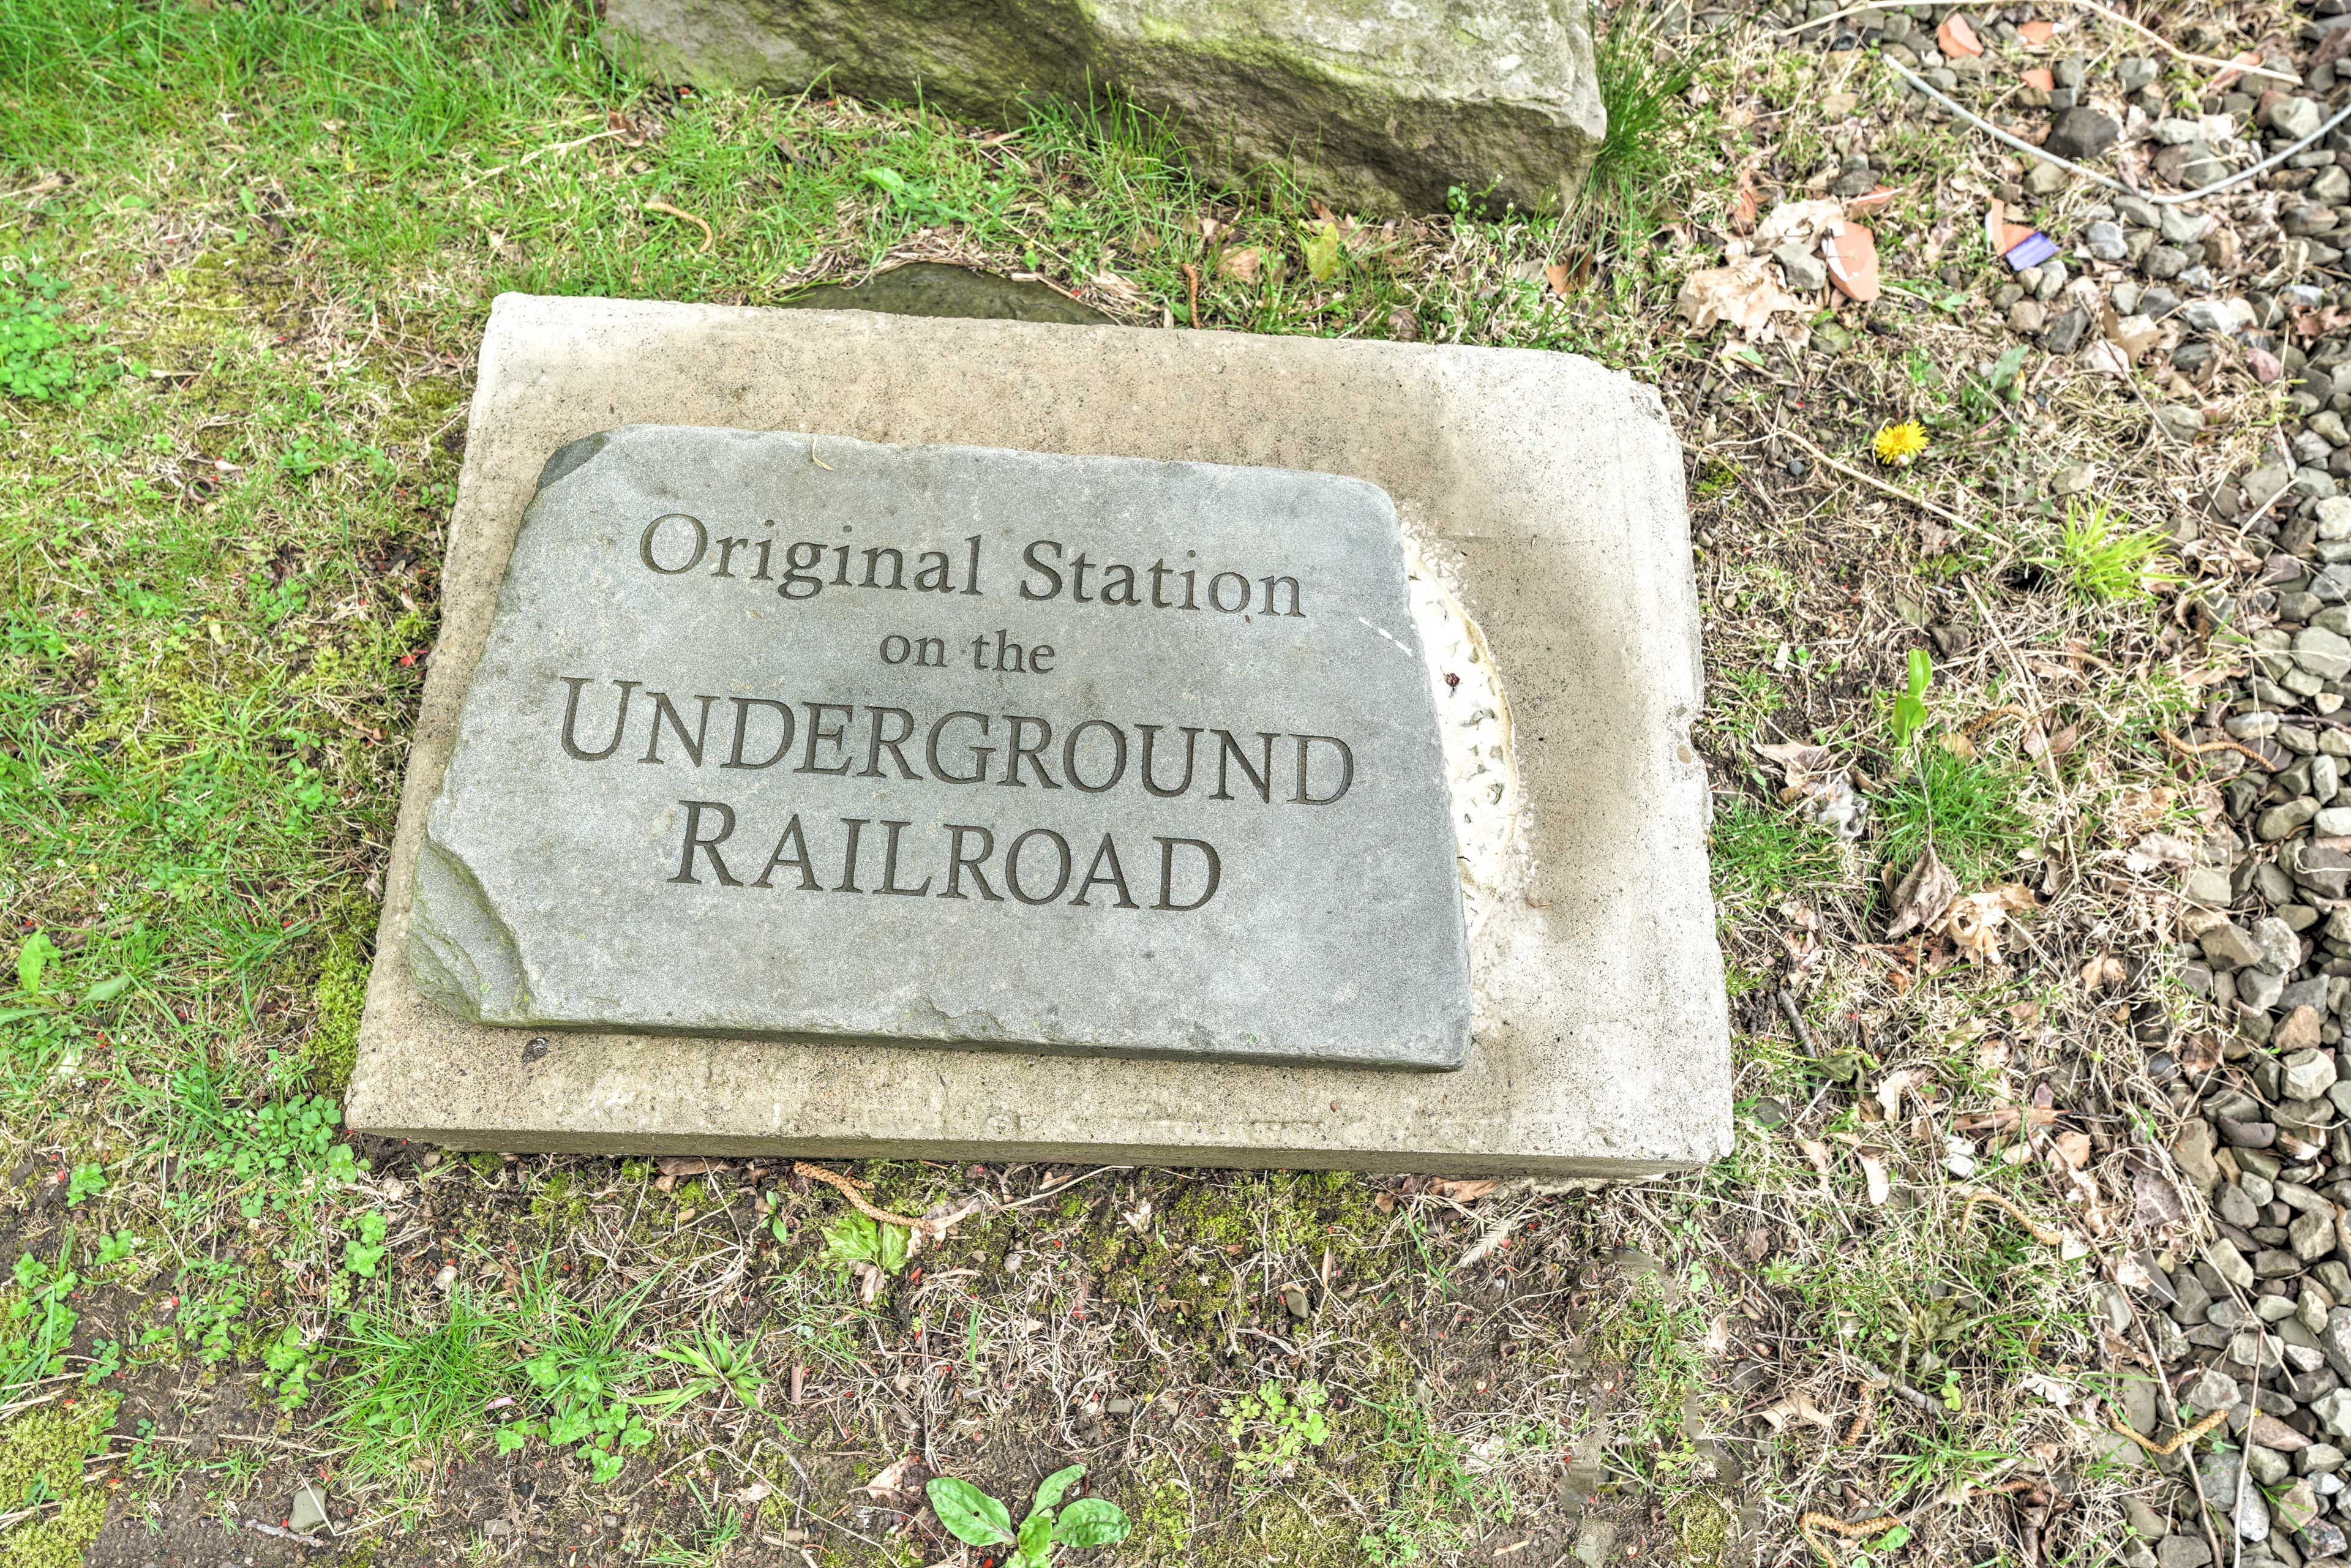 Original Station
on the
UNDERGROUND
RAILROAD